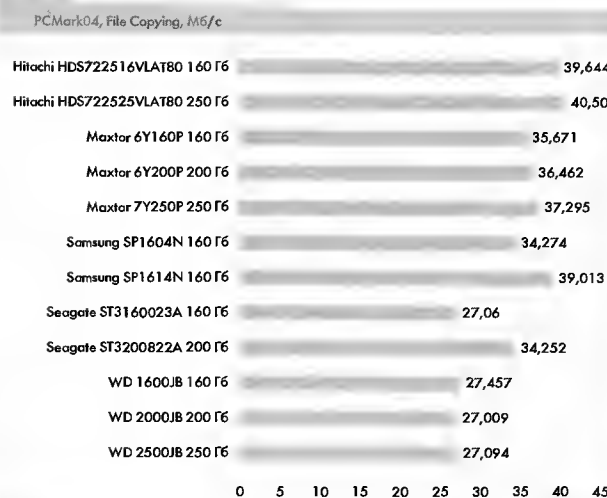 PCMark04, File Copying, Мб/с
Hitachi HDS722516VLAT80 160 Гб 39,644
Hitachi HDS722525VLAT80 250 Гб 40,50
Maxtor 6Y160P 160 Гб 35,671
Maxtor 6Y200P 200 Гб 36,462
Maxtor 7Y250P 250 Гб 37,295
Samsung SP1604N 160 Гб 34,274
Samsung SP1614N 160 Гб 39,013
Seagate ST3160023A 160 Гб 27,06
Seagate ST3200822A 200 Гб 34,252
WD 1600JB 160 Гб 27,457
WD 2000JB 200 Гб 27,009
WD 2500JB 250 Гб 27,094
0 5 10 15 20 25 30 35 40 45